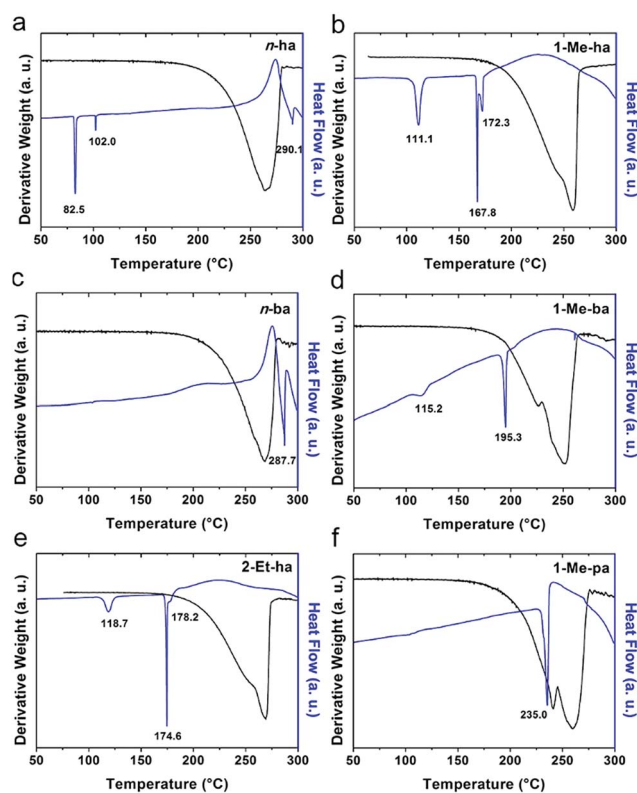 a
n-ha
Derivative Weight (a. u.)
Heat Flow (a. u.)
102.0
290.1
82.5
50 100 150 200 250 300
Temperature (°C)
b
1-Me-ha
Derivative Weight (a. u.)
Heat Flow (a. u.)
111.1
172.3
167.8
50 100 150 200 250 300
Temperature (°C)
c
n-ba
Derivative Weight (a. u.)
Heat Flow (a. u.)
287.7
50 100 150 200 250 300
Temperature (°C)
d
1-Me-ba
Derivative Weight (a. u.)
Heat Flow (a. u.)
115.2
195.3
50 100 150 200 250 300
Temperature (°C)
e
2-Et-ha
Derivative Weight (a. u.)
Heat Flow (a. u.)
118.7
178.2
174.6
50 100 150 200 250 300
Temperature (°C)
f
1-Me-pa
Derivative Weight (a. u.)
Heat Flow (a. u.)
235.0
50 100 150 200 250 300
Temperature (°C)